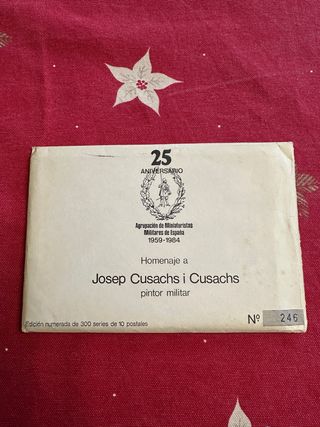 25
ANIVERSARIO
Agrupación de Miniaturistas
Militares de España
1959-1984
Homenaje a
Josep Cusachs i Cusachs
pintor militar
Edición numerada de 300 series de 10 postales
Nº 246